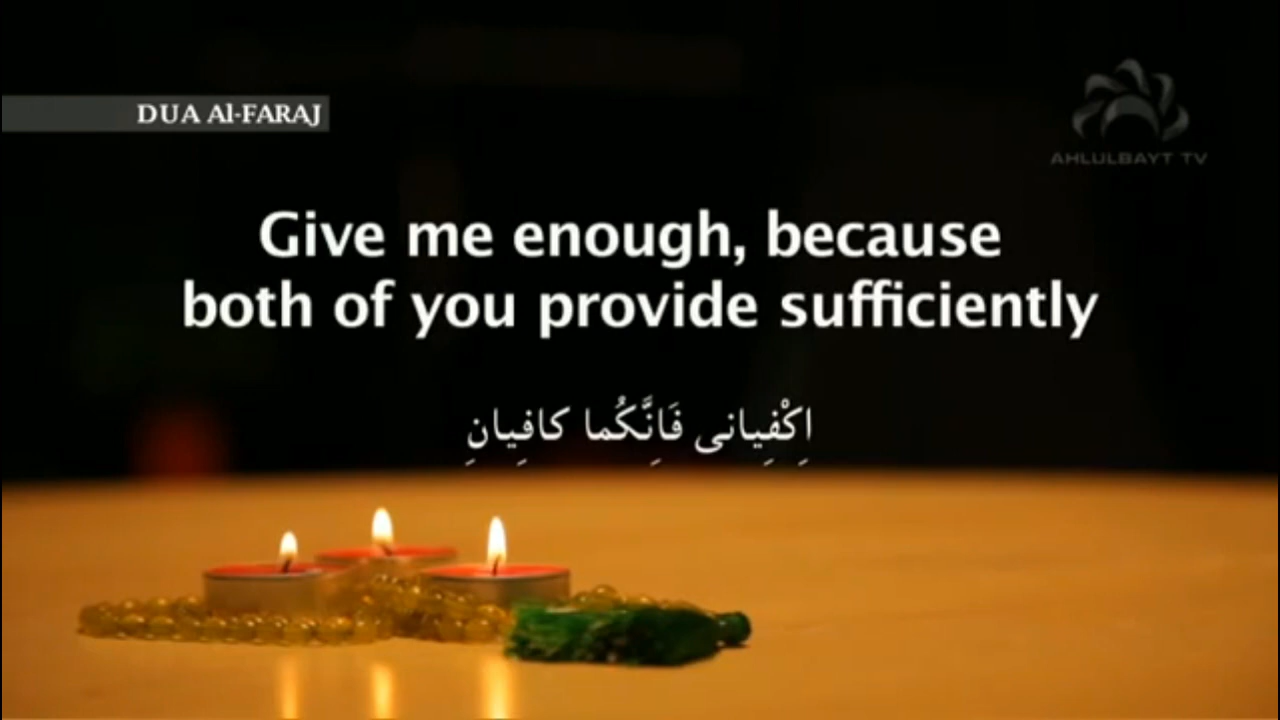 DUA Al-FARAJ
AHLULBAYT TV
Give me enough, because
both of you provide sufficiently
اِكْفِيانى فَاِنَّكُما كافِيانِ